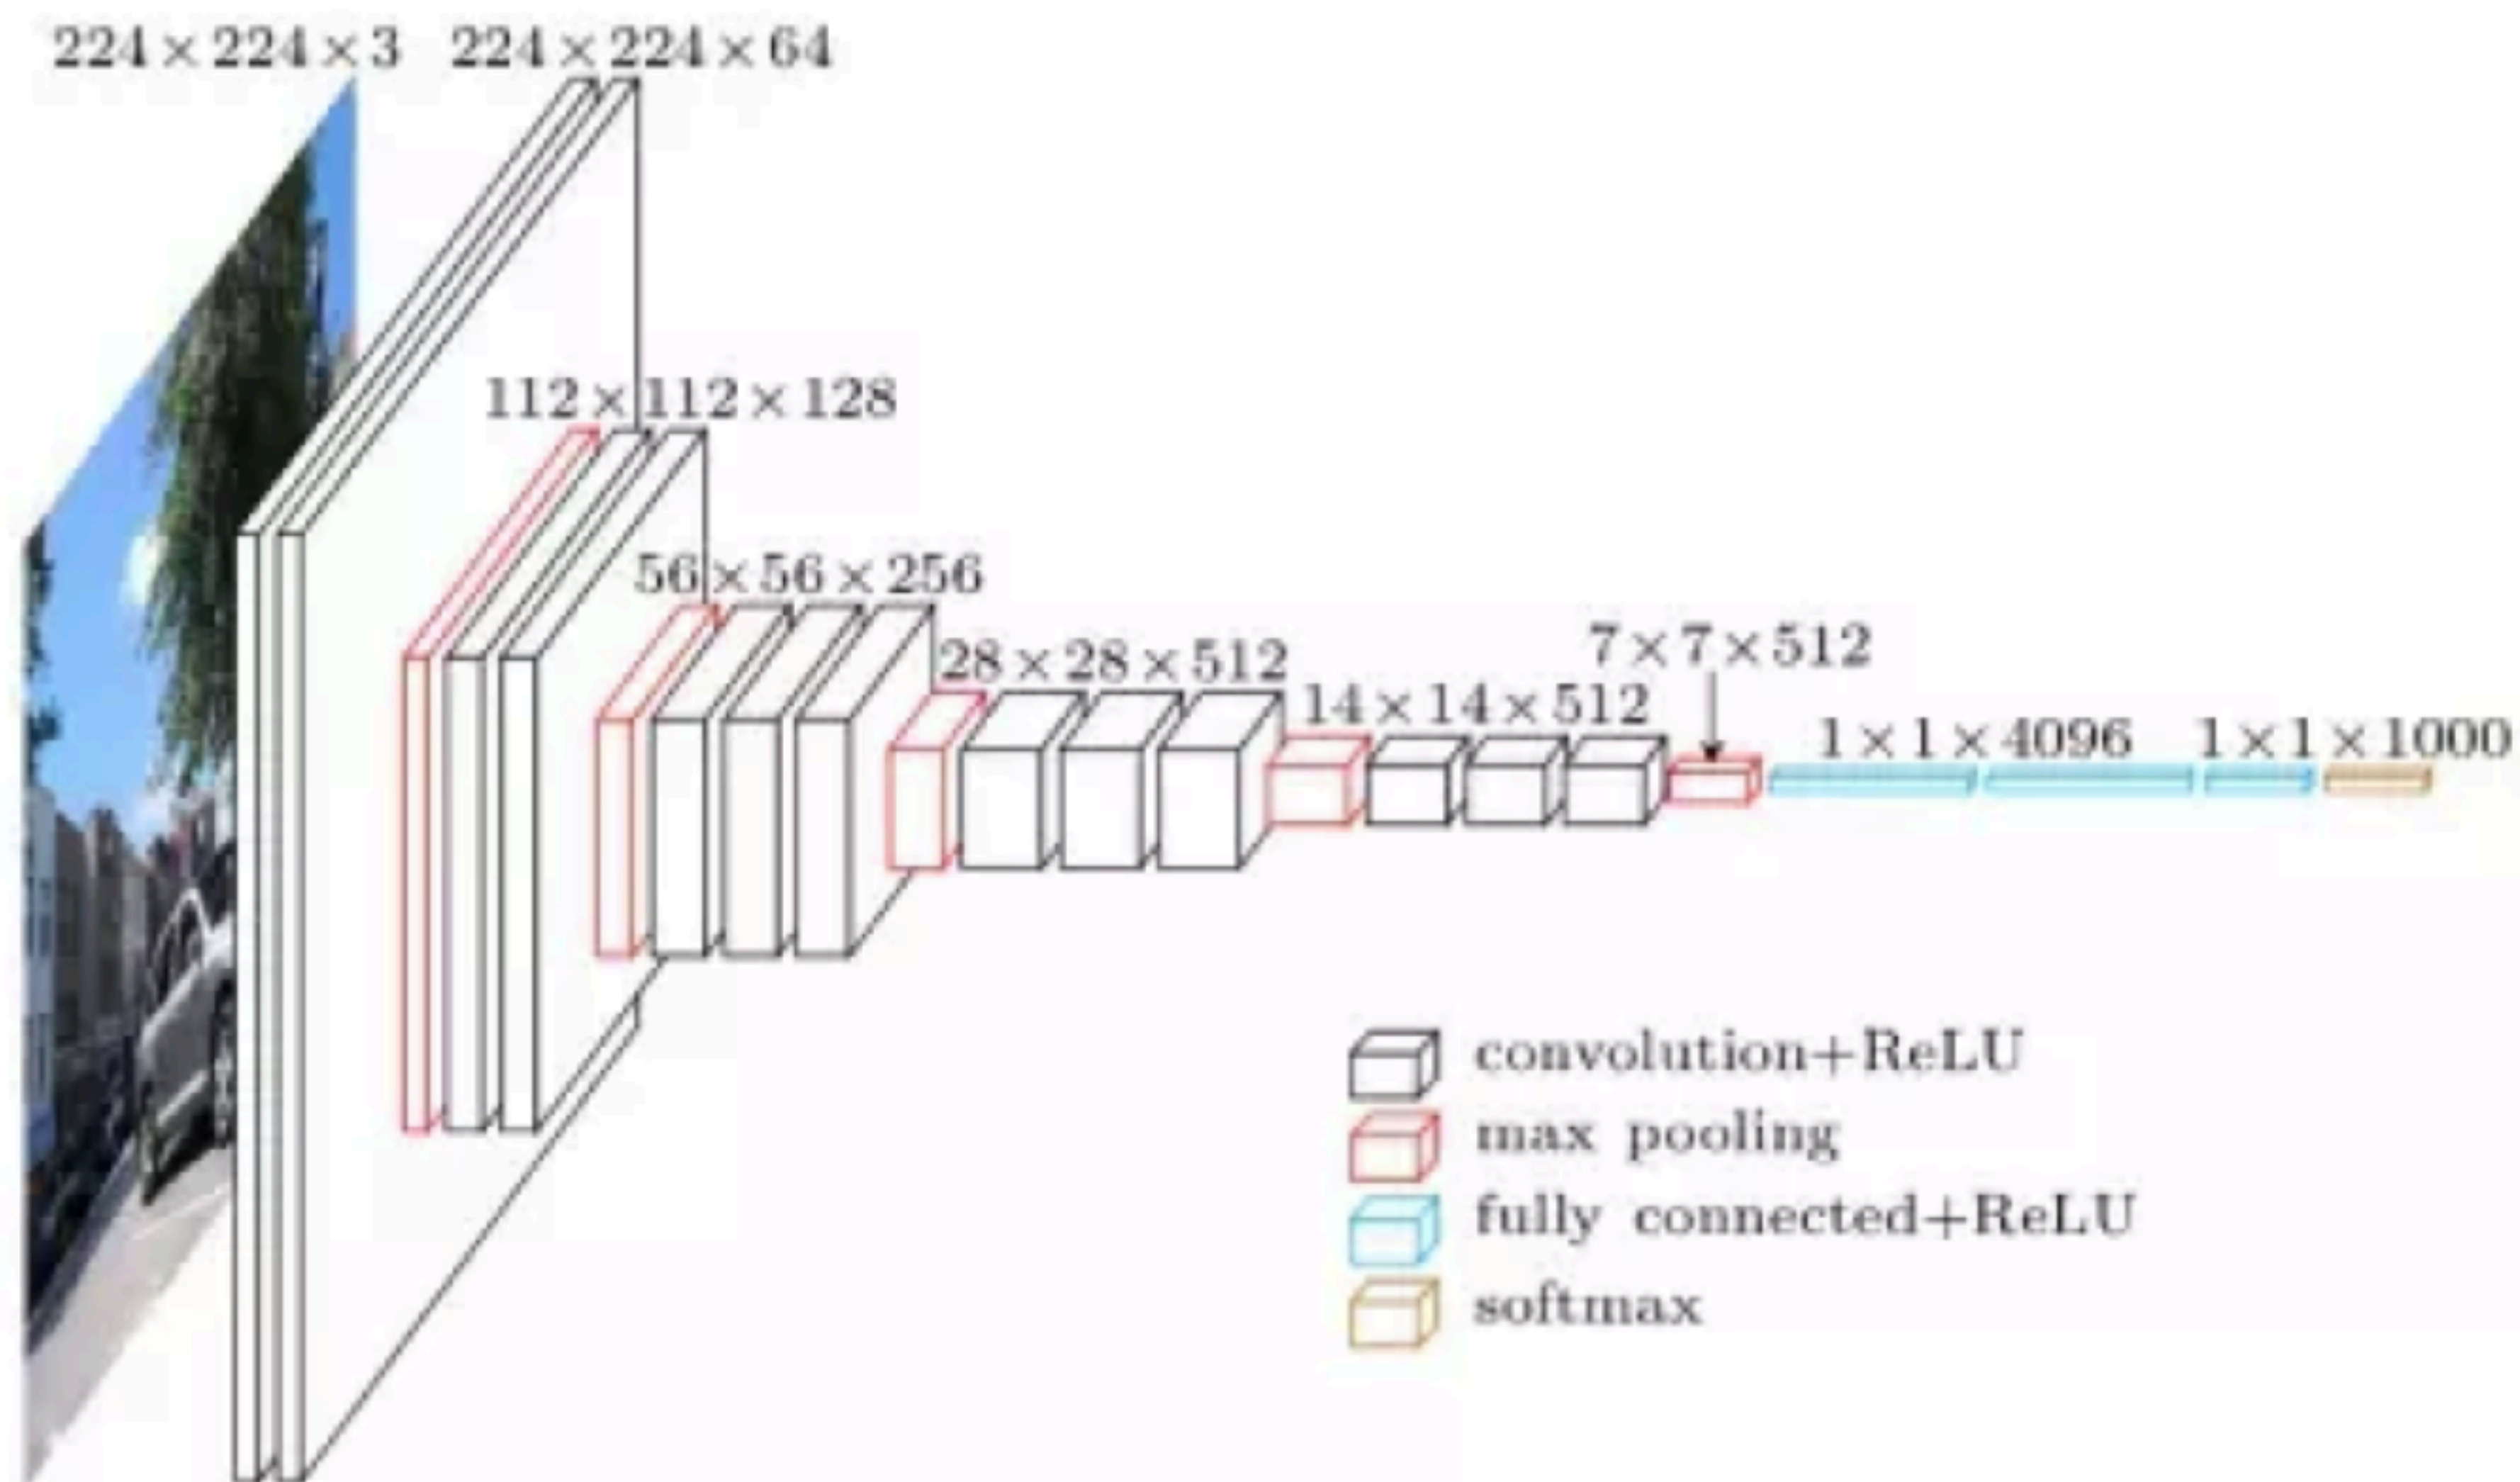 224×224×3
224×224×64
112×112×128
56×56×256
28×28×512
14×14×512
7×7×512
1×1×4096
1×1×1000
convolution+ReLU
max pooling
fully connected+ReLU
softmax